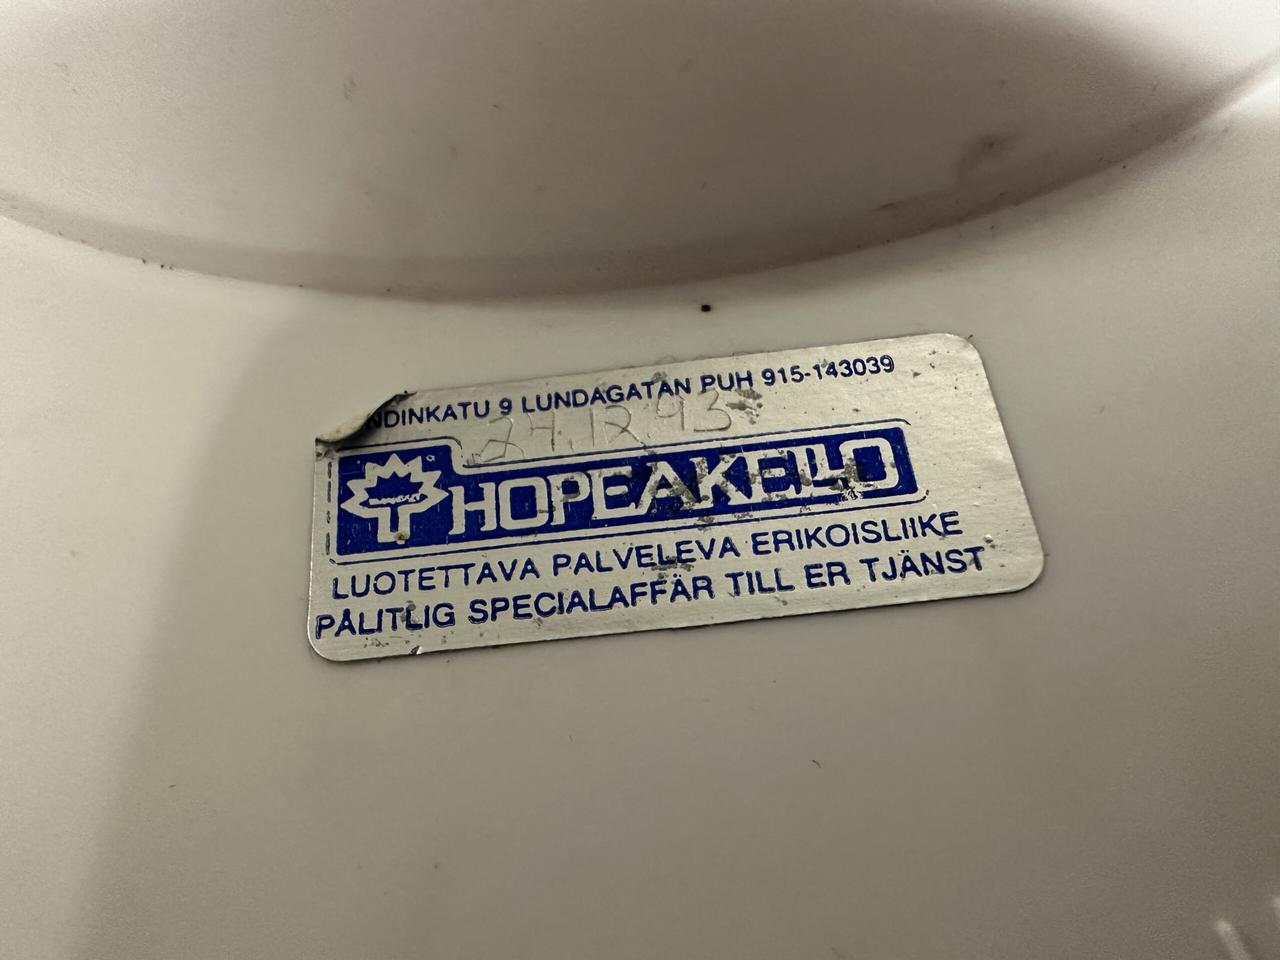 NDINKATU 9 LUNDAGATAN PUH 915-143039
24.12.93
HOPEAKELLO
LUOTETTAVA PALVELEVA ERIKOISLIIKE
PÅLITLIG SPECIALAFFÄR TILL ER TJÄNST